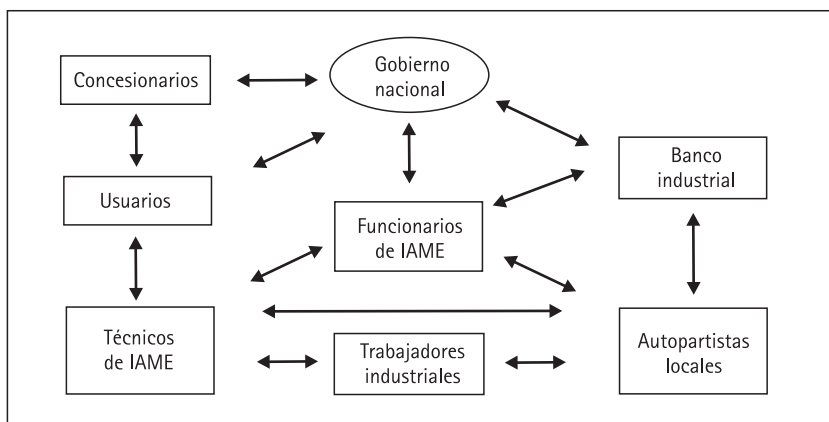 Concesionarios
Gobierno
nacional
Banco
industrial
Usuarios
Funcionarios
de IAME
Técnicos
de IAME
Trabajadores
industriales
Autopartistas
locales